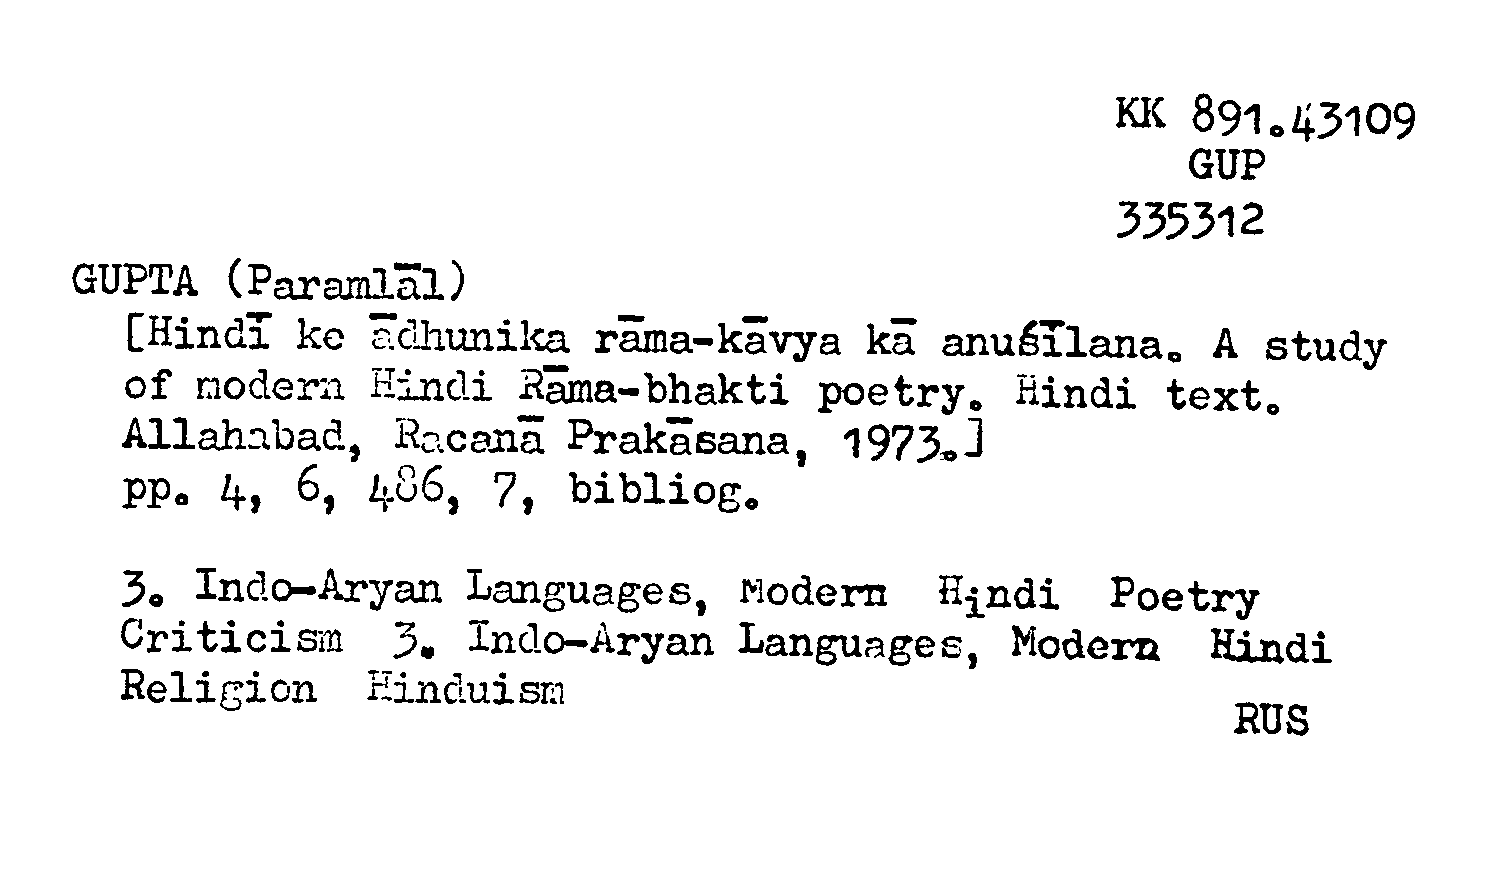 KK 891.43109
GUP
335312
GUPTA (Paramlāl)
[Hindī ke ādhunika rāma-kāvya kā anuśīlana. A study
of modern Hindi Rāma-bhakti poetry. Hindi text.
Allahabad, Racanā Prakāsana, 1973.]
pp. 4, 6, 486, 7, bibliog.
3. Indo-Aryan Languages, Modern Hindi Poetry
Criticism 3. Indo-Aryan Languages, Modern Hindi
Religion Hinduism
RUS